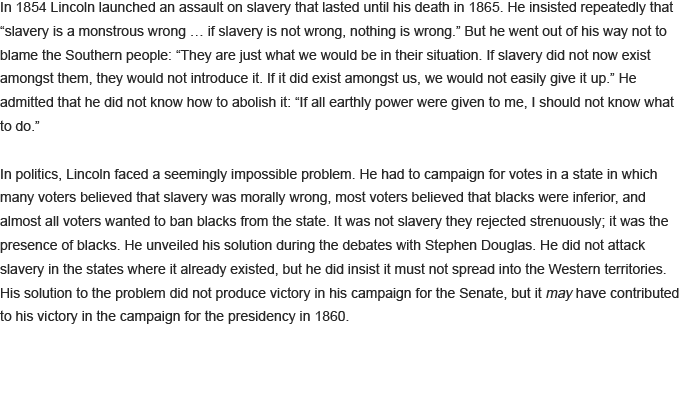 In 1854 Lincoln launched an assault on slavery that lasted until his death in 1865. He insisted repeatedly that
“slavery is a monstrous wrong … if slavery is not wrong, nothing is wrong.” But he went out of his way not to
blame the Southern people: “They are just what we would be in their situation. If slavery did not now exist
amongst them, they would not introduce it. If it did exist amongst us, we would not easily give it up.” He
admitted that he did not know how to abolish it: “If all earthly power were given to me, I should not know what
to do.”
In politics, Lincoln faced a seemingly impossible problem. He had to campaign for votes in a state in which
many voters believed that slavery was morally wrong, most voters believed that blacks were inferior, and
almost all voters wanted to ban blacks from the state. It was not slavery they rejected strenuously; it was the
presence of blacks. He unveiled his solution during the debates with Stephen Douglas. He did not attack
slavery in the states where it already existed, but he did insist it must not spread into the Western territories.
His solution to the problem did not produce victory in his campaign for the Senate, but it may have contributed
to his victory in the campaign for the presidency in 1860.